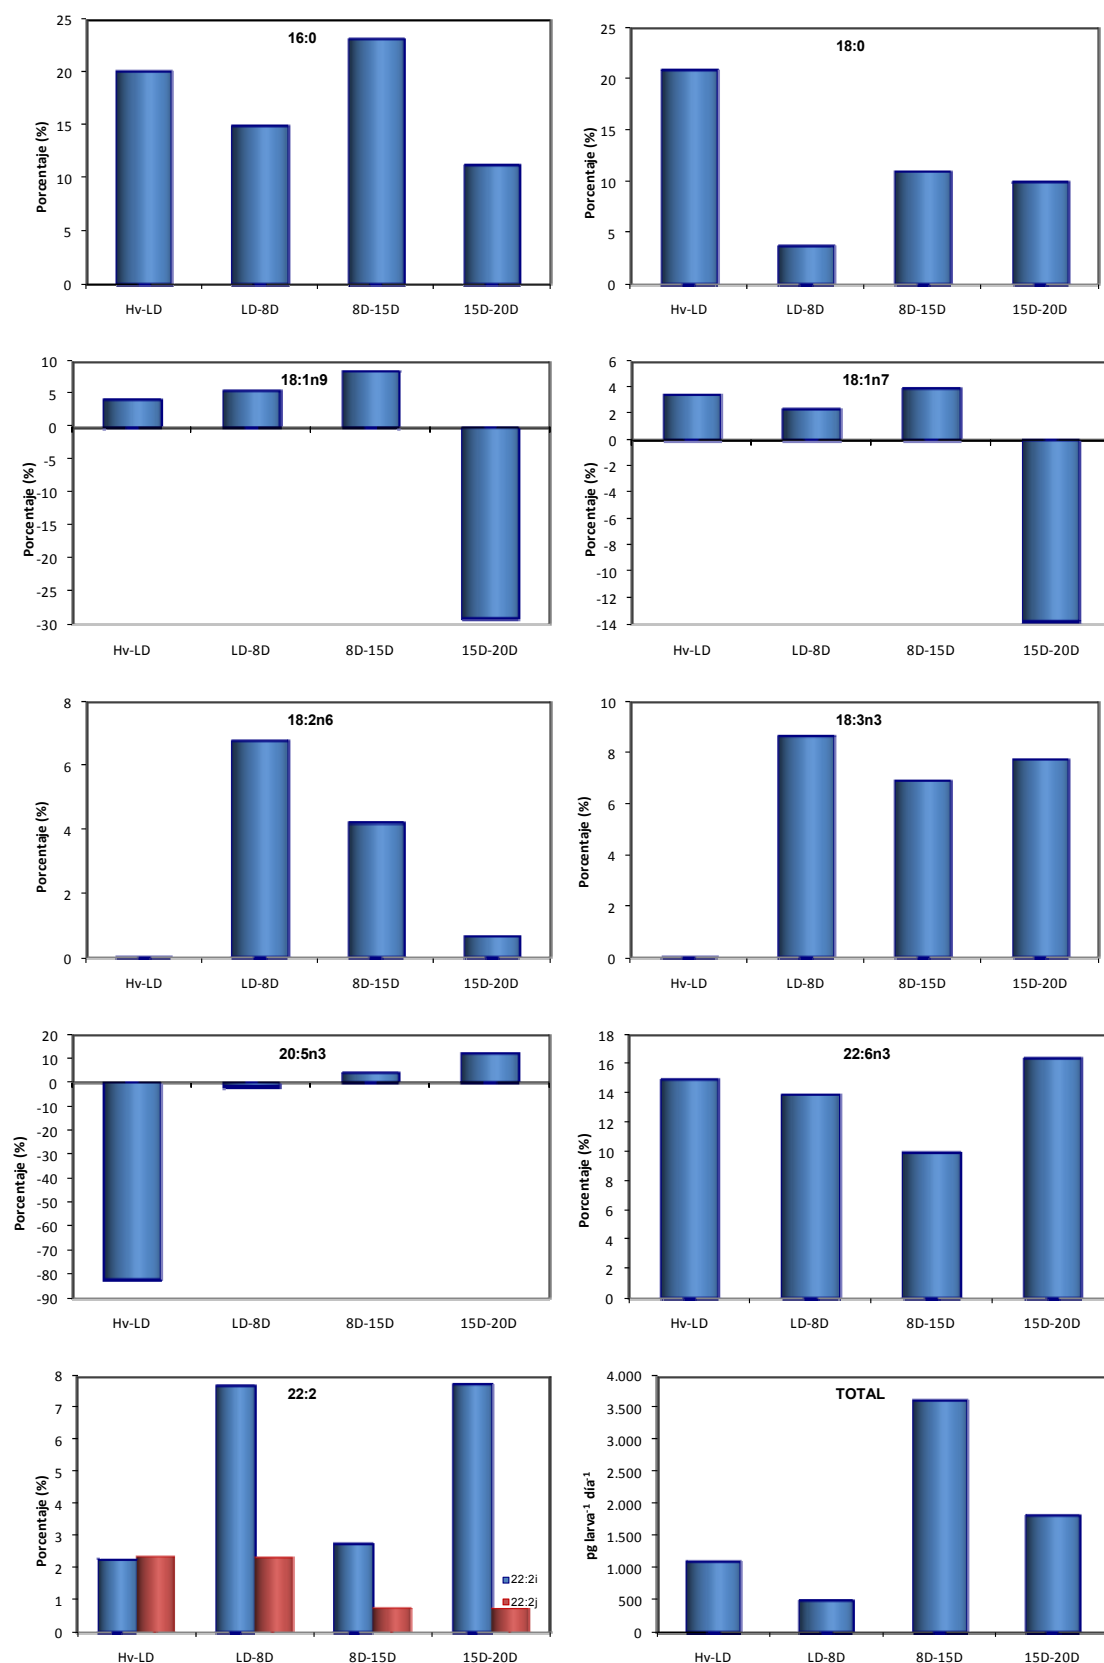 16:0
Porcentaje (%)
25
20
15
10
5
0
Hv-LD LD-8D 8D-15D 15D-20D
18:0
Porcentaje (%)
25
20
15
10
5
0
Hv-LD LD-8D 8D-15D 15D-20D
18:1n9
Porcentaje (%)
10
5
0
-5
-10
-15
-20
-25
-30
Hv-LD LD-8D 8D-15D 15D-20D
18:1n7
Porcentaje (%)
6
4
2
0
-2
-4
-6
-8
-10
-12
-14
Hv-LD LD-8D 8D-15D 15D-20D
18:2n6
Porcentaje (%)
8
6
4
2
0
Hv-LD LD-8D 8D-15D 15D-20D
18:3n3
Porcentaje (%)
10
8
6
4
2
0
Hv-LD LD-8D 8D-15D 15D-20D
20:5n3
Porcentaje (%)
20
10
0
-10
-20
-30
-40
-50
-60
-70
-80
-90
Hv-LD LD-8D 8D-15D 15D-20D
22:6n3
Porcentaje (%)
18
16
14
12
10
8
6
4
2
0
Hv-LD LD-8D 8D-15D 15D-20D
22:2
Porcentaje (%)
8
7
6
5
4
3
2
1
0
22:2i
22:2j
Hv-LD LD-8D 8D-15D 15D-20D
TOTAL
pg larva⁻¹ día⁻¹
4.000
3.500
3.000
2.500
2.000
1.500
1.000
500
0
Hv-LD LD-8D 8D-15D 15D-20D